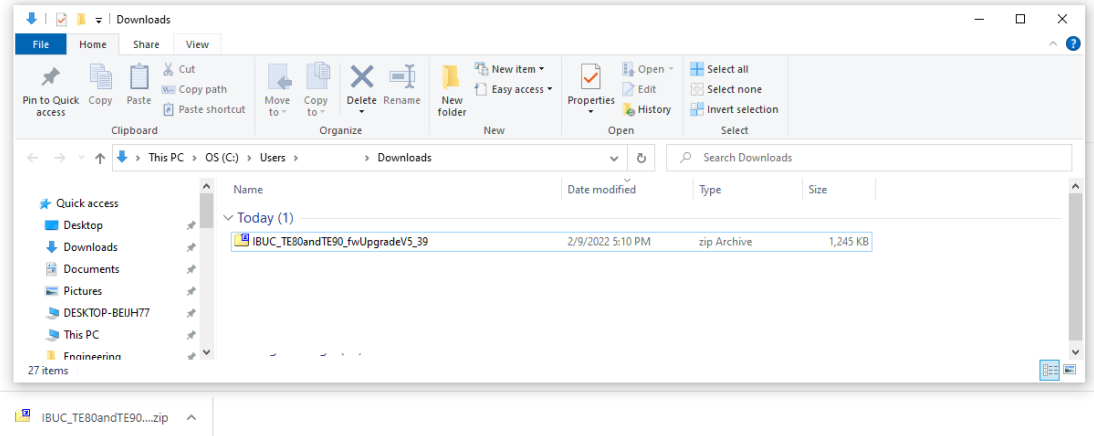 Downloads
File Home Share View
Pin to Quick access
Copy
Paste
Cut
Copy path
Paste shortcut
Clipboard
Move to
Copy to
Delete
Rename
Organize
New folder
New item
Easy access
New
Properties
Open
Edit
History
Open
Select all
Select none
Invert selection
Select
This PC > OS (C:) > Users > > Downloads
Search Downloads
Quick access
Desktop
Downloads
Documents
Pictures
DESKTOP-BEIJH77
This PC
Engineering
Name Date modified Type Size
Today (1)
IBUC_TE80andTE90_fwUpgradeV5_39 2/9/2022 5:10 PM zip Archive 1,245 KB
27 items
IBUC_TE80andTE90....zip